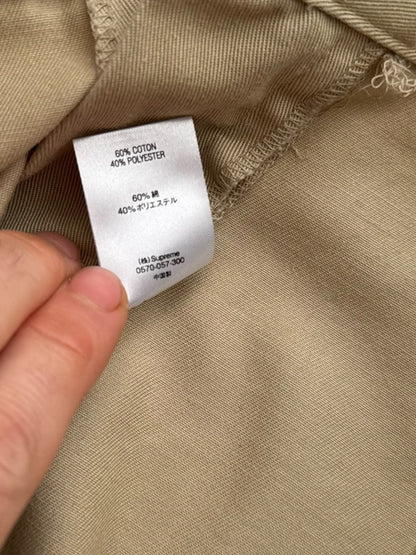 60% COTON
40% POLYESTER
60% 綿
40% ポリエステル
(株) Supreme
0570-057-300
中国製